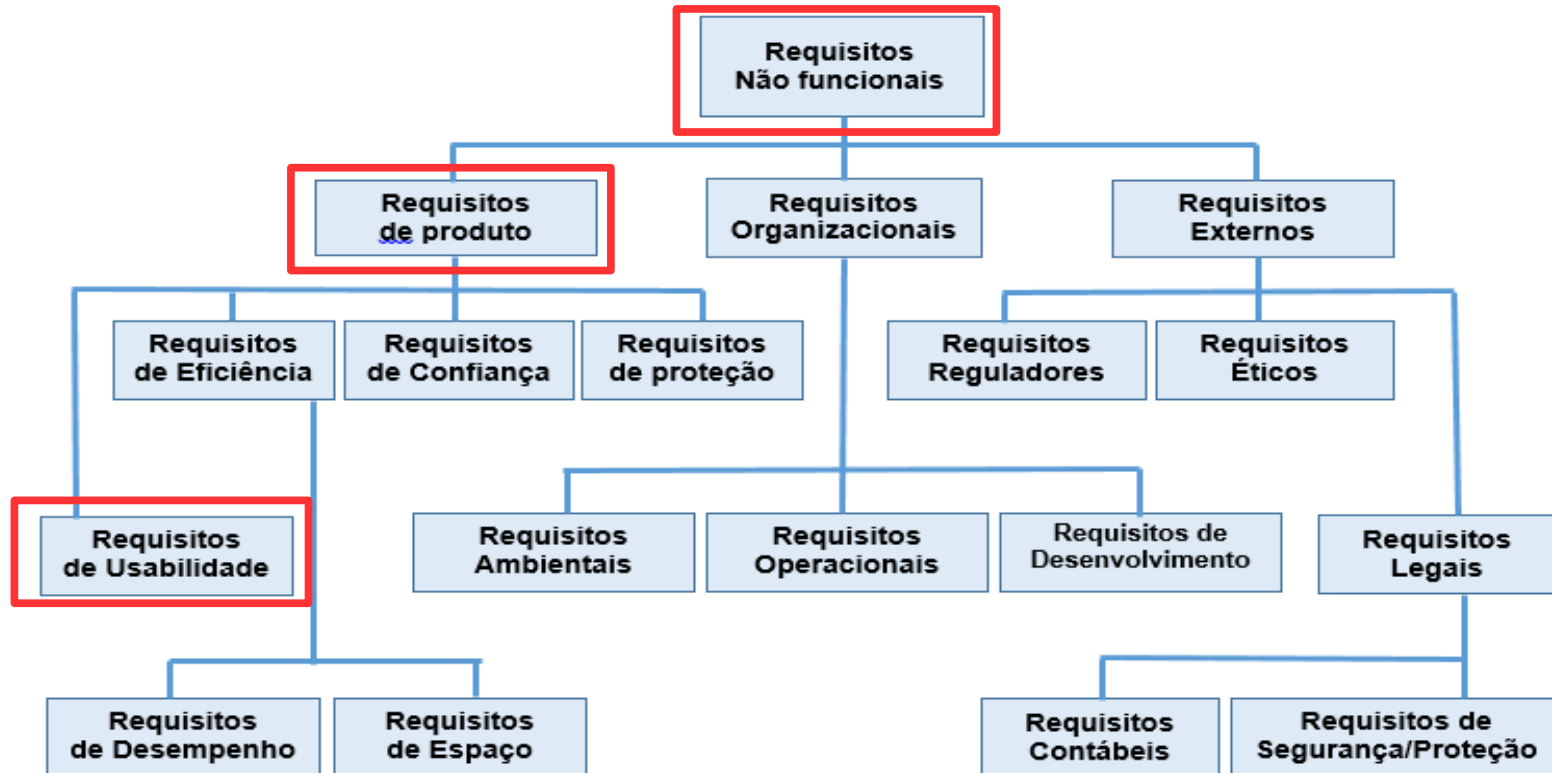 Requisitos
Não funcionais
Requisitos
de produto
Requisitos
Organizacionais
Requisitos
Externos
Requisitos
de Eficiência
Requisitos
de Confiança
Requisitos
de proteção
Requisitos
Reguladores
Requisitos
Éticos
Requisitos
de Usabilidade
Requisitos
Ambientais
Requisitos
Operacionais
Requisitos de
Desenvolvimento
Requisitos
Legais
Requisitos
de Desempenho
Requisitos
de Espaço
Requisitos
Contábeis
Requisitos de
Segurança/Proteção